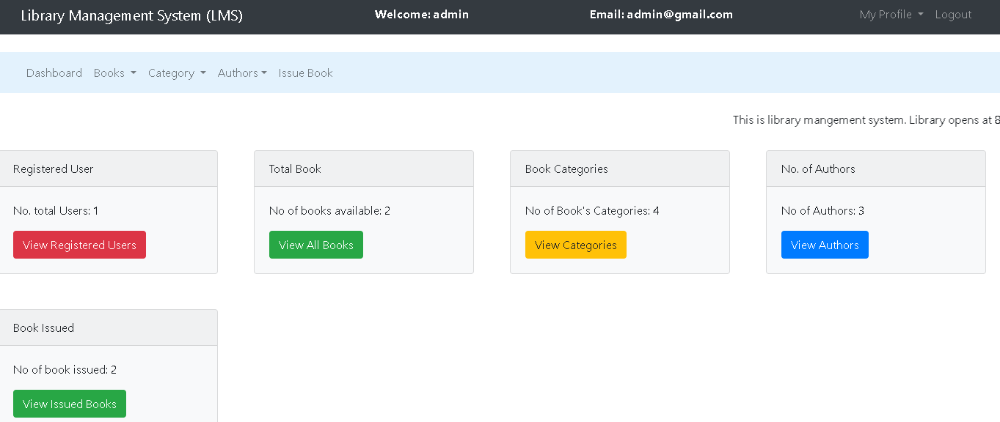 Library Management System (LMS) Welcome: admin Email: admin@gmail.com My Profile Logout
Dashboard Books Category Authors Issue Book
This is library mangement system. Library opens at 8
Registered User
No. total Users: 1
View Registered Users
Total Book
No of books available: 2
View All Books
Book Categories
No of Book's Categories: 4
View Categories
No. of Authors
No of Authors: 3
View Authors
Book Issued
No of book issued: 2
View Issued Books